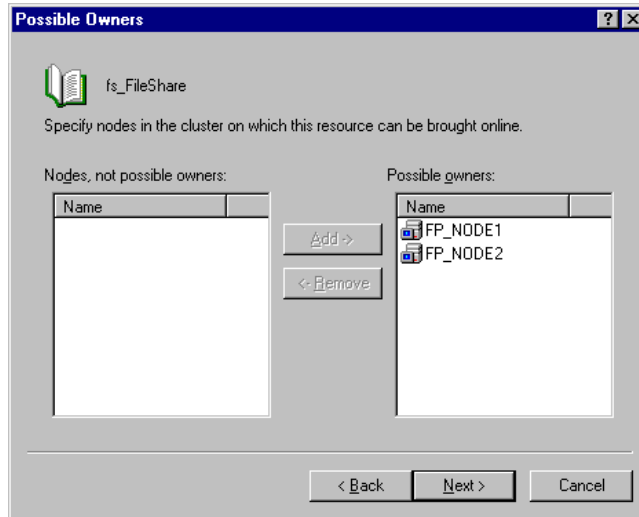 Possible Owners
fs_FileShare
Specify nodes in the cluster on which this resource can be brought online.
Nodes, not possible owners:
Possible owners:
Name
Name
FP_NODE1
FP_NODE2
Add ->
<- Remove
< Back
Next >
Cancel